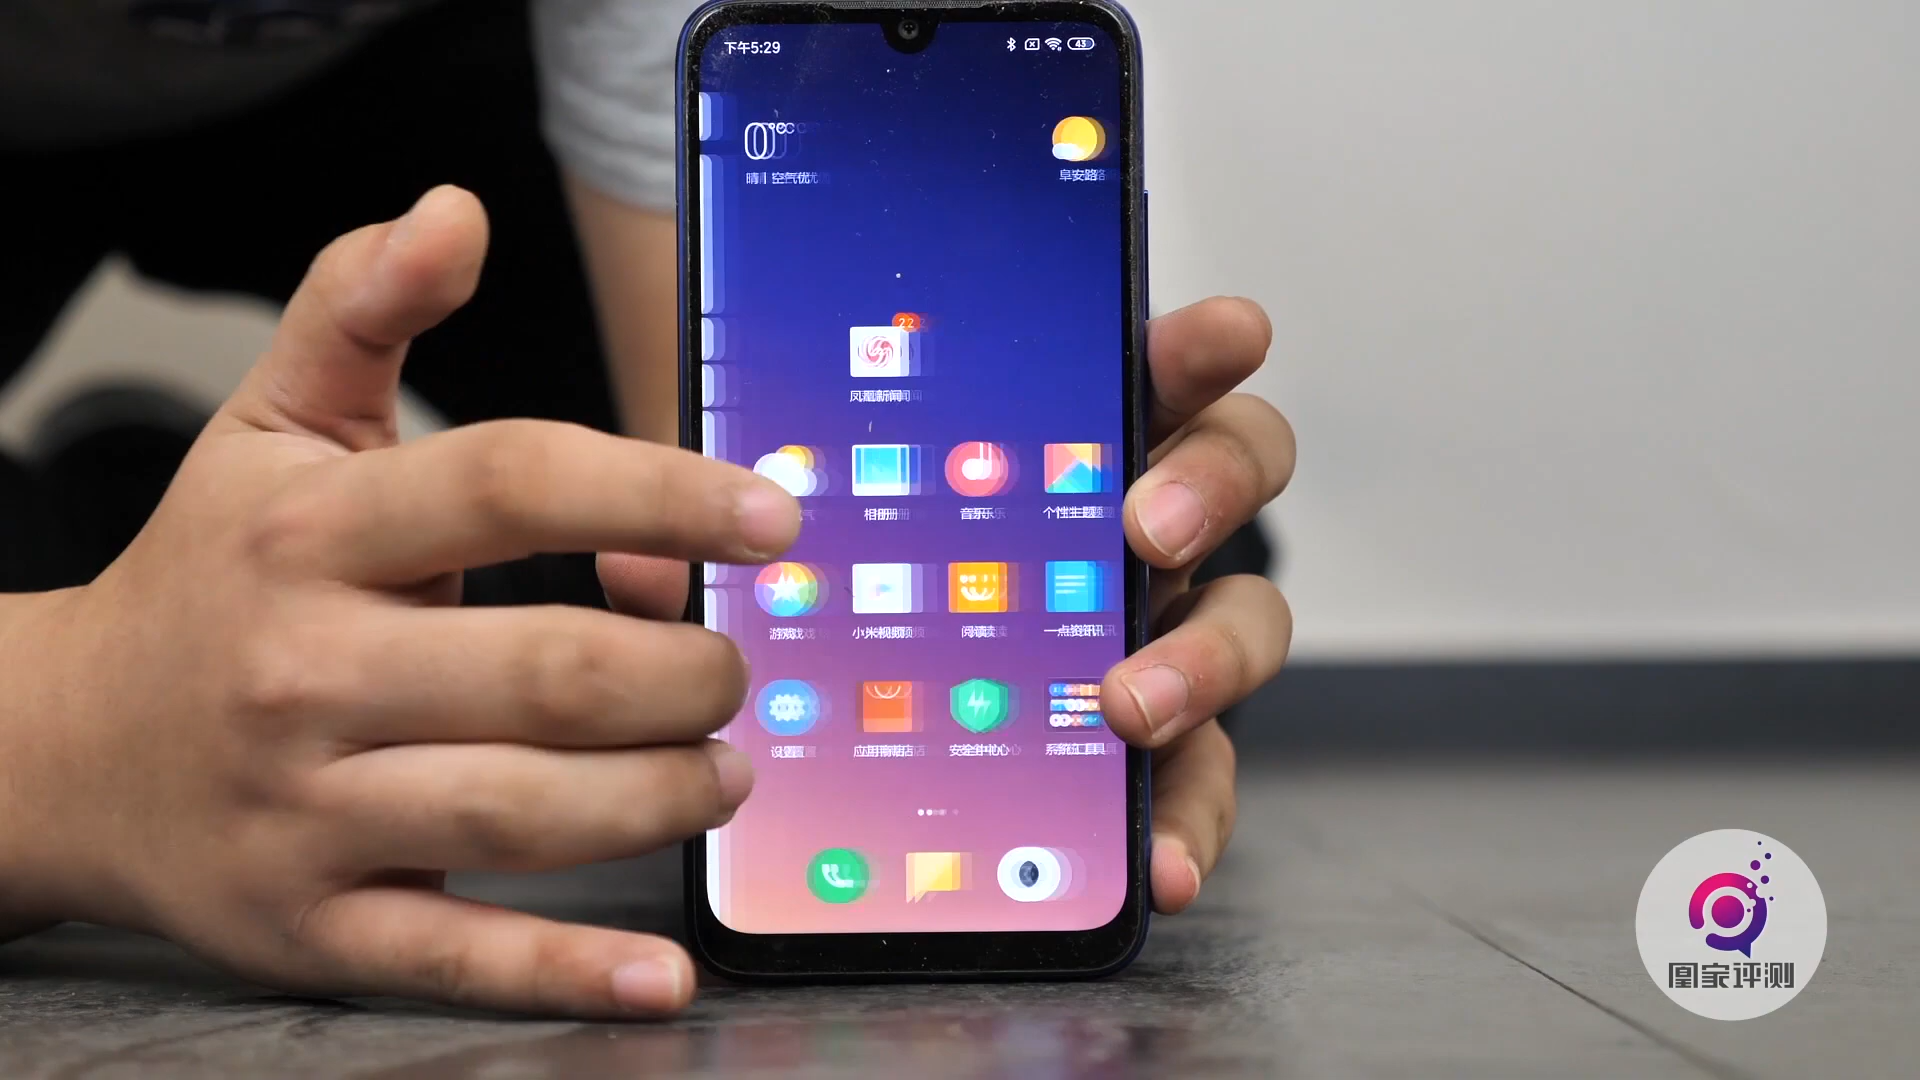 下午5:29
43
晴 | 空气优
阜安路
凤凰新闻
相册
音乐
个性主题
游戏
小米视频
阅读
一点资讯
设置
应用商店
安全中心
系统工具
凰家评测